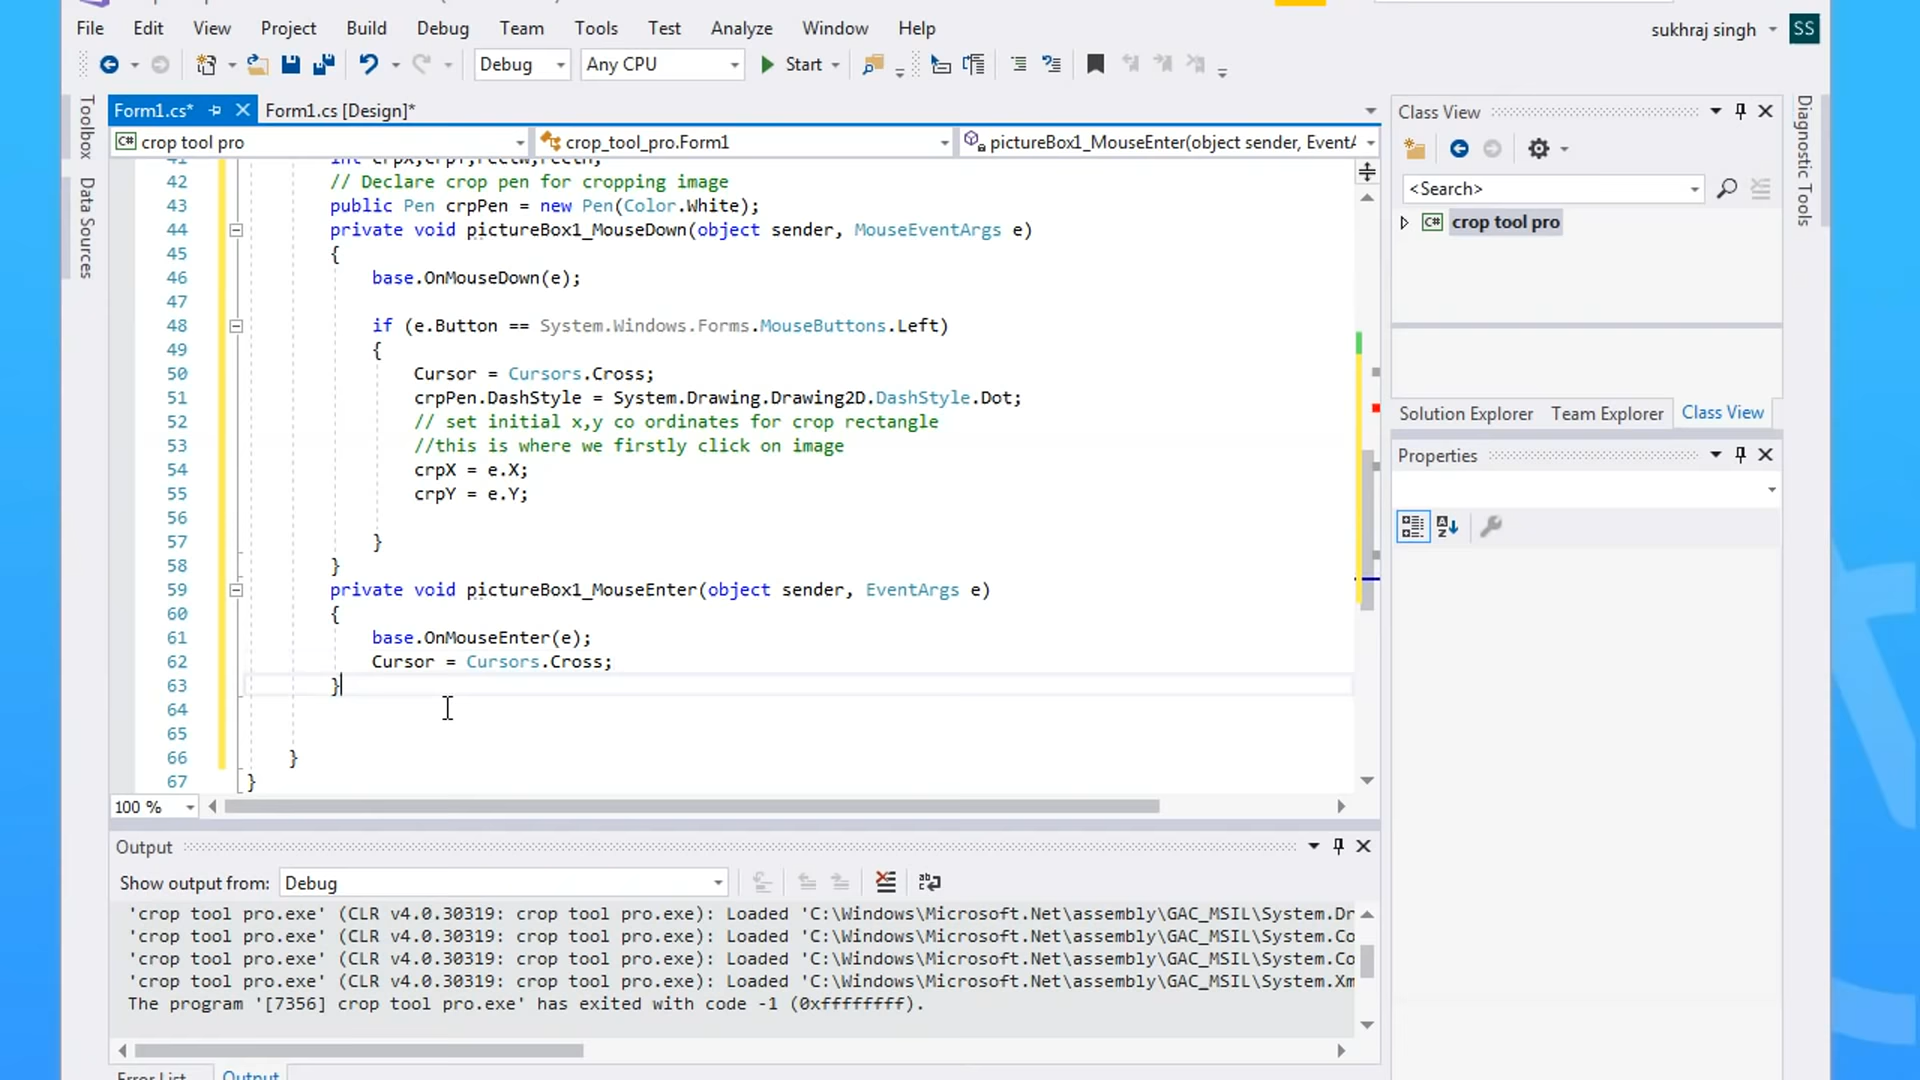 File Edit View Project Build Debug Team Tools Test Analyze Window Help
sukhraj singh SS
Debug Any CPU Start
Toolbox
Data Sources
Form1.cs* Form1.cs [Design]*
C# crop tool pro crop_tool_pro.Form1 pictureBox1_MouseEnter(object sender, EventA
41
42 // Declare crop pen for cropping image
43 public Pen crpPen = new Pen(Color.White);
44 private void pictureBox1_MouseDown(object sender, MouseEventArgs e)
45 {
46 base.OnMouseDown(e);
47
48 if (e.Button == System.Windows.Forms.MouseButtons.Left)
49 {
50 Cursor = Cursors.Cross;
51 crpPen.DashStyle = System.Drawing.Drawing2D.DashStyle.Dot;
52 // set initial x,y co ordinates for crop rectangle
53 //this is where we firstly click on image
54 crpX = e.X;
55 crpY = e.Y;
56
57 }
58 }
59 private void pictureBox1_MouseEnter(object sender, EventArgs e)
60 {
61 base.OnMouseEnter(e);
62 Cursor = Cursors.Cross;
63 }
64
65
66 }
67 }
100 %
Output
Show output from: Debug
'crop tool pro.exe' (CLR v4.0.30319: crop tool pro.exe): Loaded 'C:\Windows\Microsoft.Net\assembly\GAC_MSIL\System.Dr
'crop tool pro.exe' (CLR v4.0.30319: crop tool pro.exe): Loaded 'C:\Windows\Microsoft.Net\assembly\GAC_MSIL\System.Co
'crop tool pro.exe' (CLR v4.0.30319: crop tool pro.exe): Loaded 'C:\Windows\Microsoft.Net\assembly\GAC_MSIL\System.Co
'crop tool pro.exe' (CLR v4.0.30319: crop tool pro.exe): Loaded 'C:\Windows\Microsoft.Net\assembly\GAC_MSIL\System.Xm
The program '[7356] crop tool pro.exe' has exited with code -1 (0xffffffff).
Error List Output
Class View
<Search>
C# crop tool pro
Solution Explorer Team Explorer Class View
Properties
Diagnostic Tools